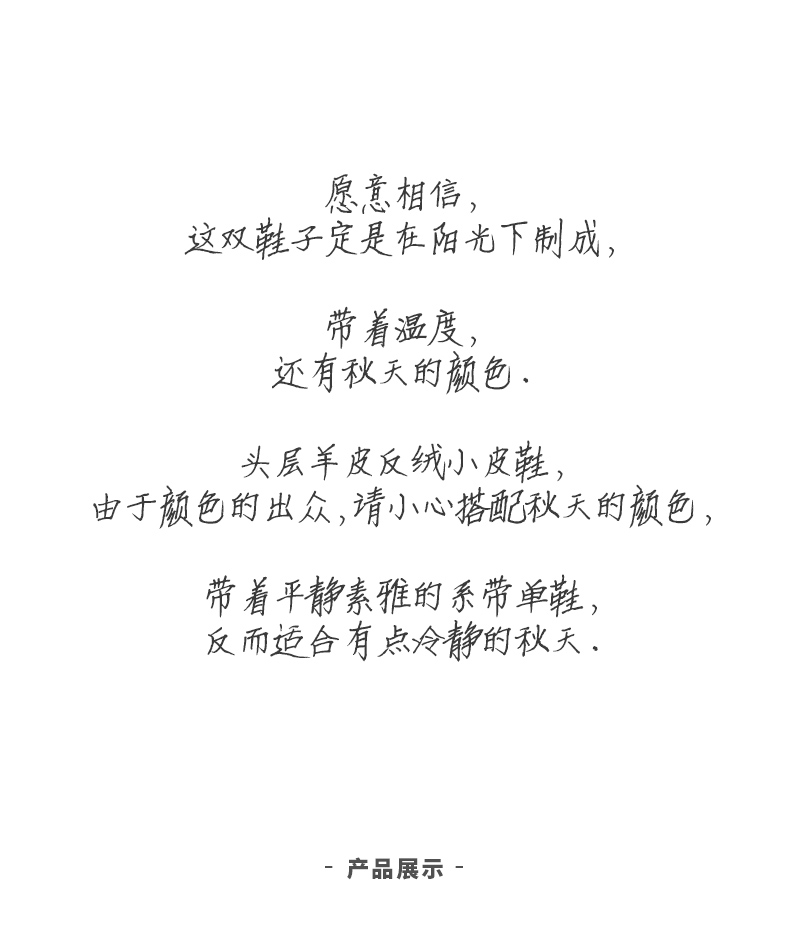 愿意相信,
这双鞋子定是在阳光下制成,
带着温度,
还有秋天的颜色.
头层羊皮反绒小皮鞋,
由于颜色的出众,请小心搭配秋天的颜色,
带着平静素雅的系带单鞋,
反而适合有点冷静的秋天.
- 产品展示 -